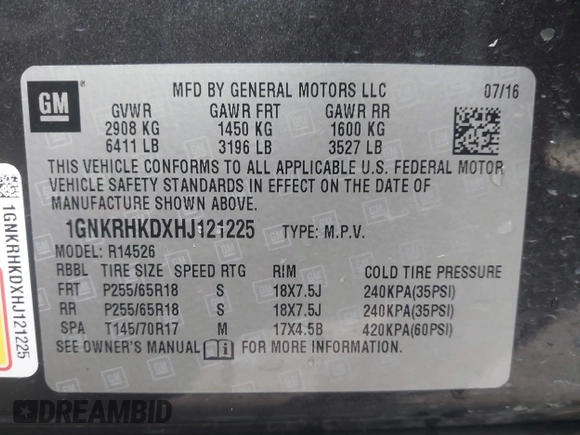 GM
MFD BY GENERAL MOTORS LLC 07/16
GVWR GAWR FRT GAWR RR
2908 KG 1450 KG 1600 KG
6411 LB 3196 LB 3527 LB
THIS VEHICLE CONFORMS TO ALL APPLICABLE U.S. FEDERAL MOTOR
VEHICLE SAFETY STANDARDS IN EFFECT ON THE DATE OF
MANUFACTURE SHOWN ABOVE.
1GNKRHKDXHJ121225 TYPE: M.P.V.
MODEL: R14526
RBBL TIRE SIZE SPEED RTG RIM COLD TIRE PRESSURE
FRT P255/65R18 S 18X7.5J 240KPA(35PSI)
RR P255/65R18 S 18X7.5J 240KPA(35PSI)
SPA T145/70R17 M 17X4.5B 420KPA(60PSI)
SEE OWNER'S MANUAL FOR MORE INFORMATION.
1GNKRHKDXHJ121225
DREAMBID